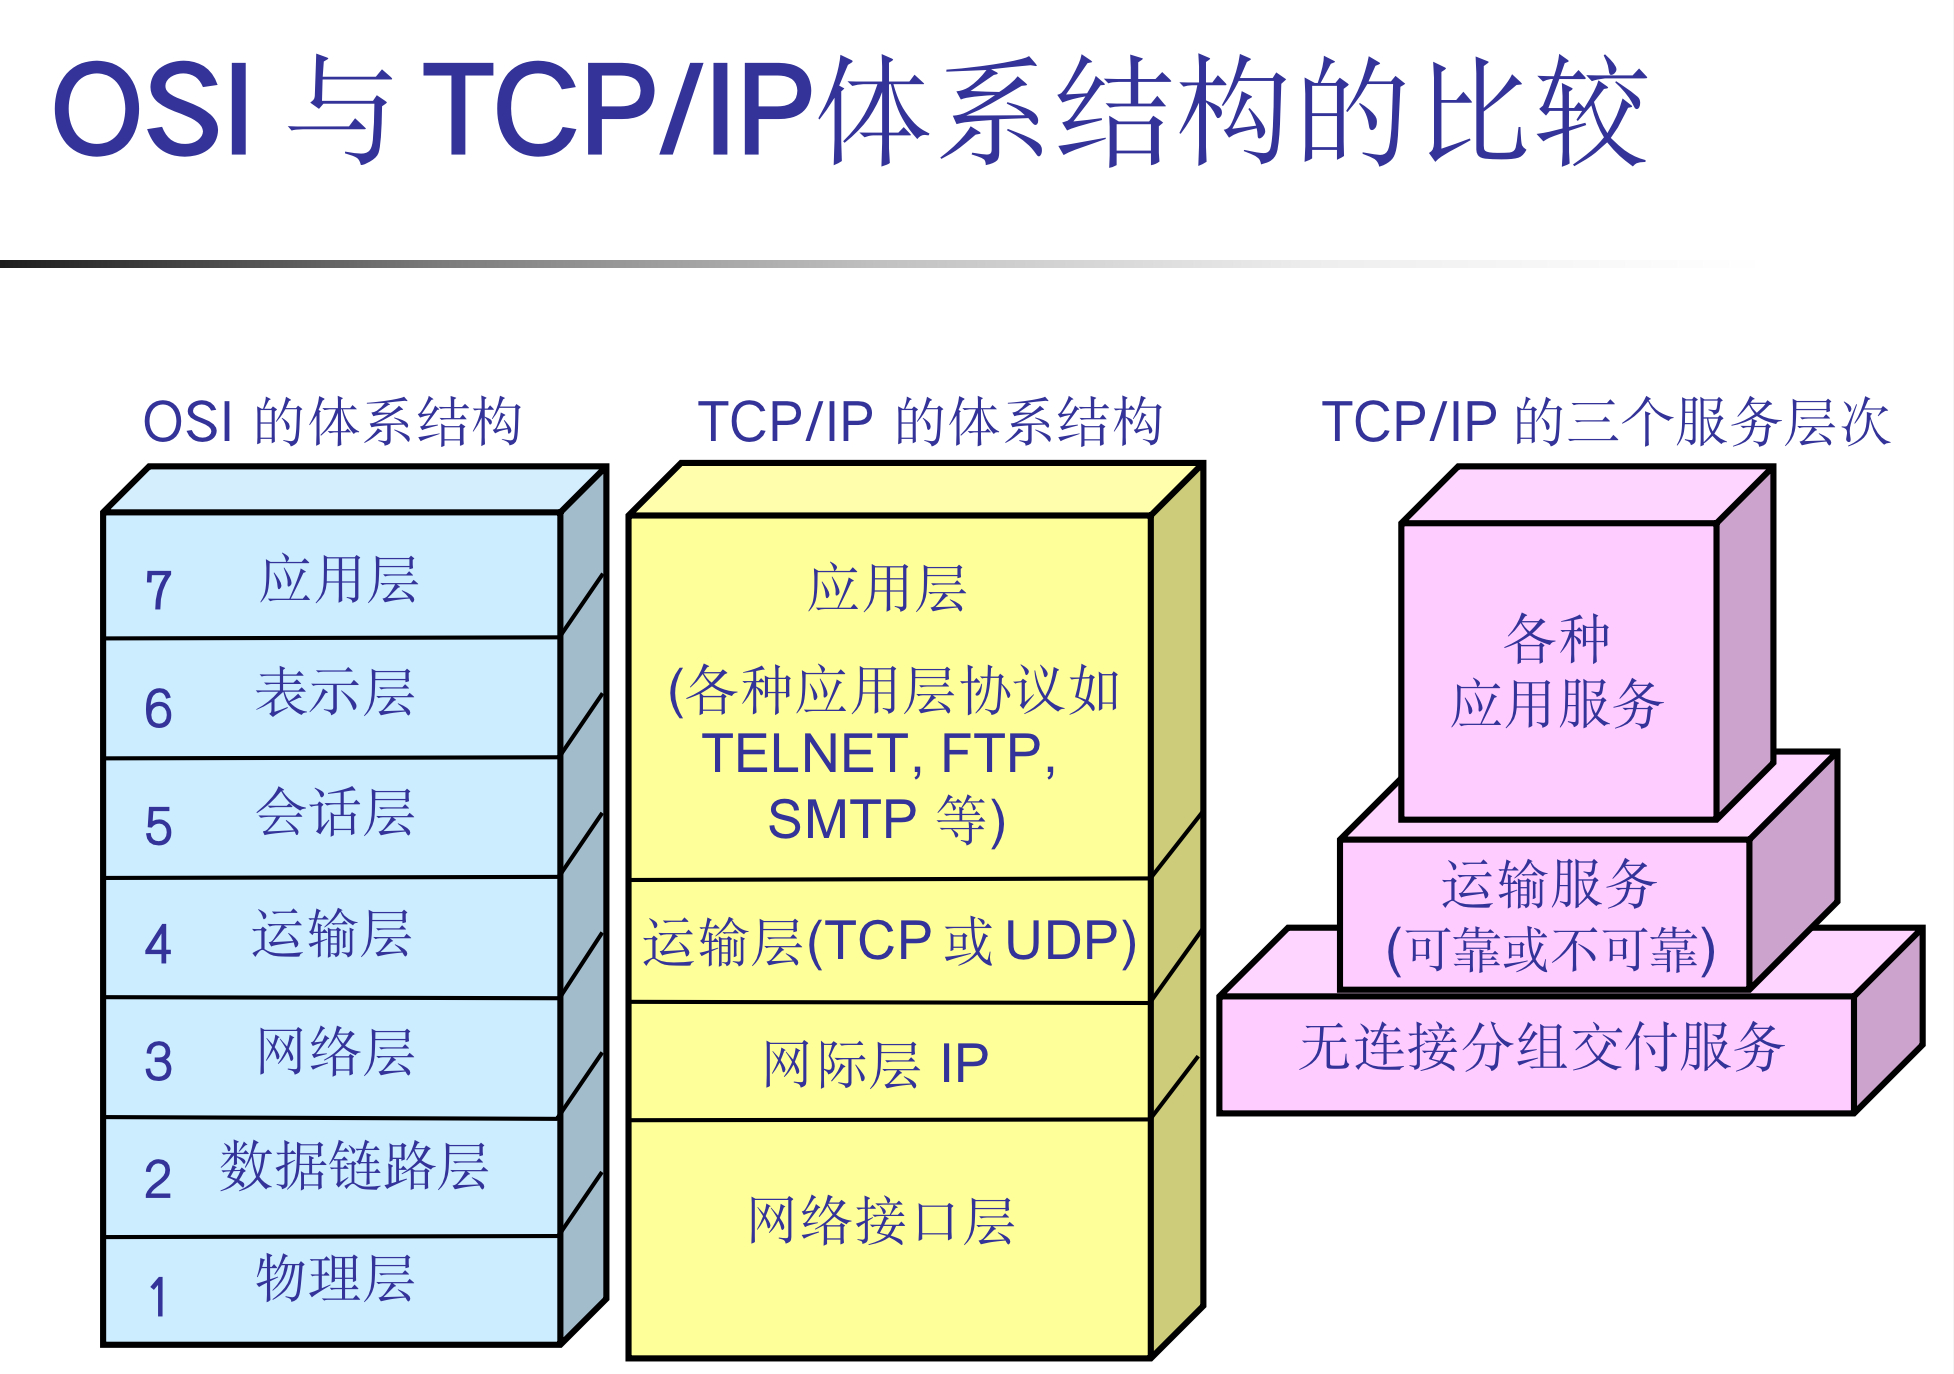 OSI 与 TCP/IP体系结构的比较
OSI 的体系结构
7 应用层
6 表示层
5 会话层
4 运输层
3 网络层
2 数据链路层
1 物理层
TCP/IP 的体系结构
应用层
(各种应用层协议如
TELNET, FTP,
SMTP 等)
运输层(TCP 或 UDP)
网际层 IP
网络接口层
TCP/IP 的三个服务层次
各种
应用服务
运输服务
(可靠或不可靠)
无连接分组交付服务